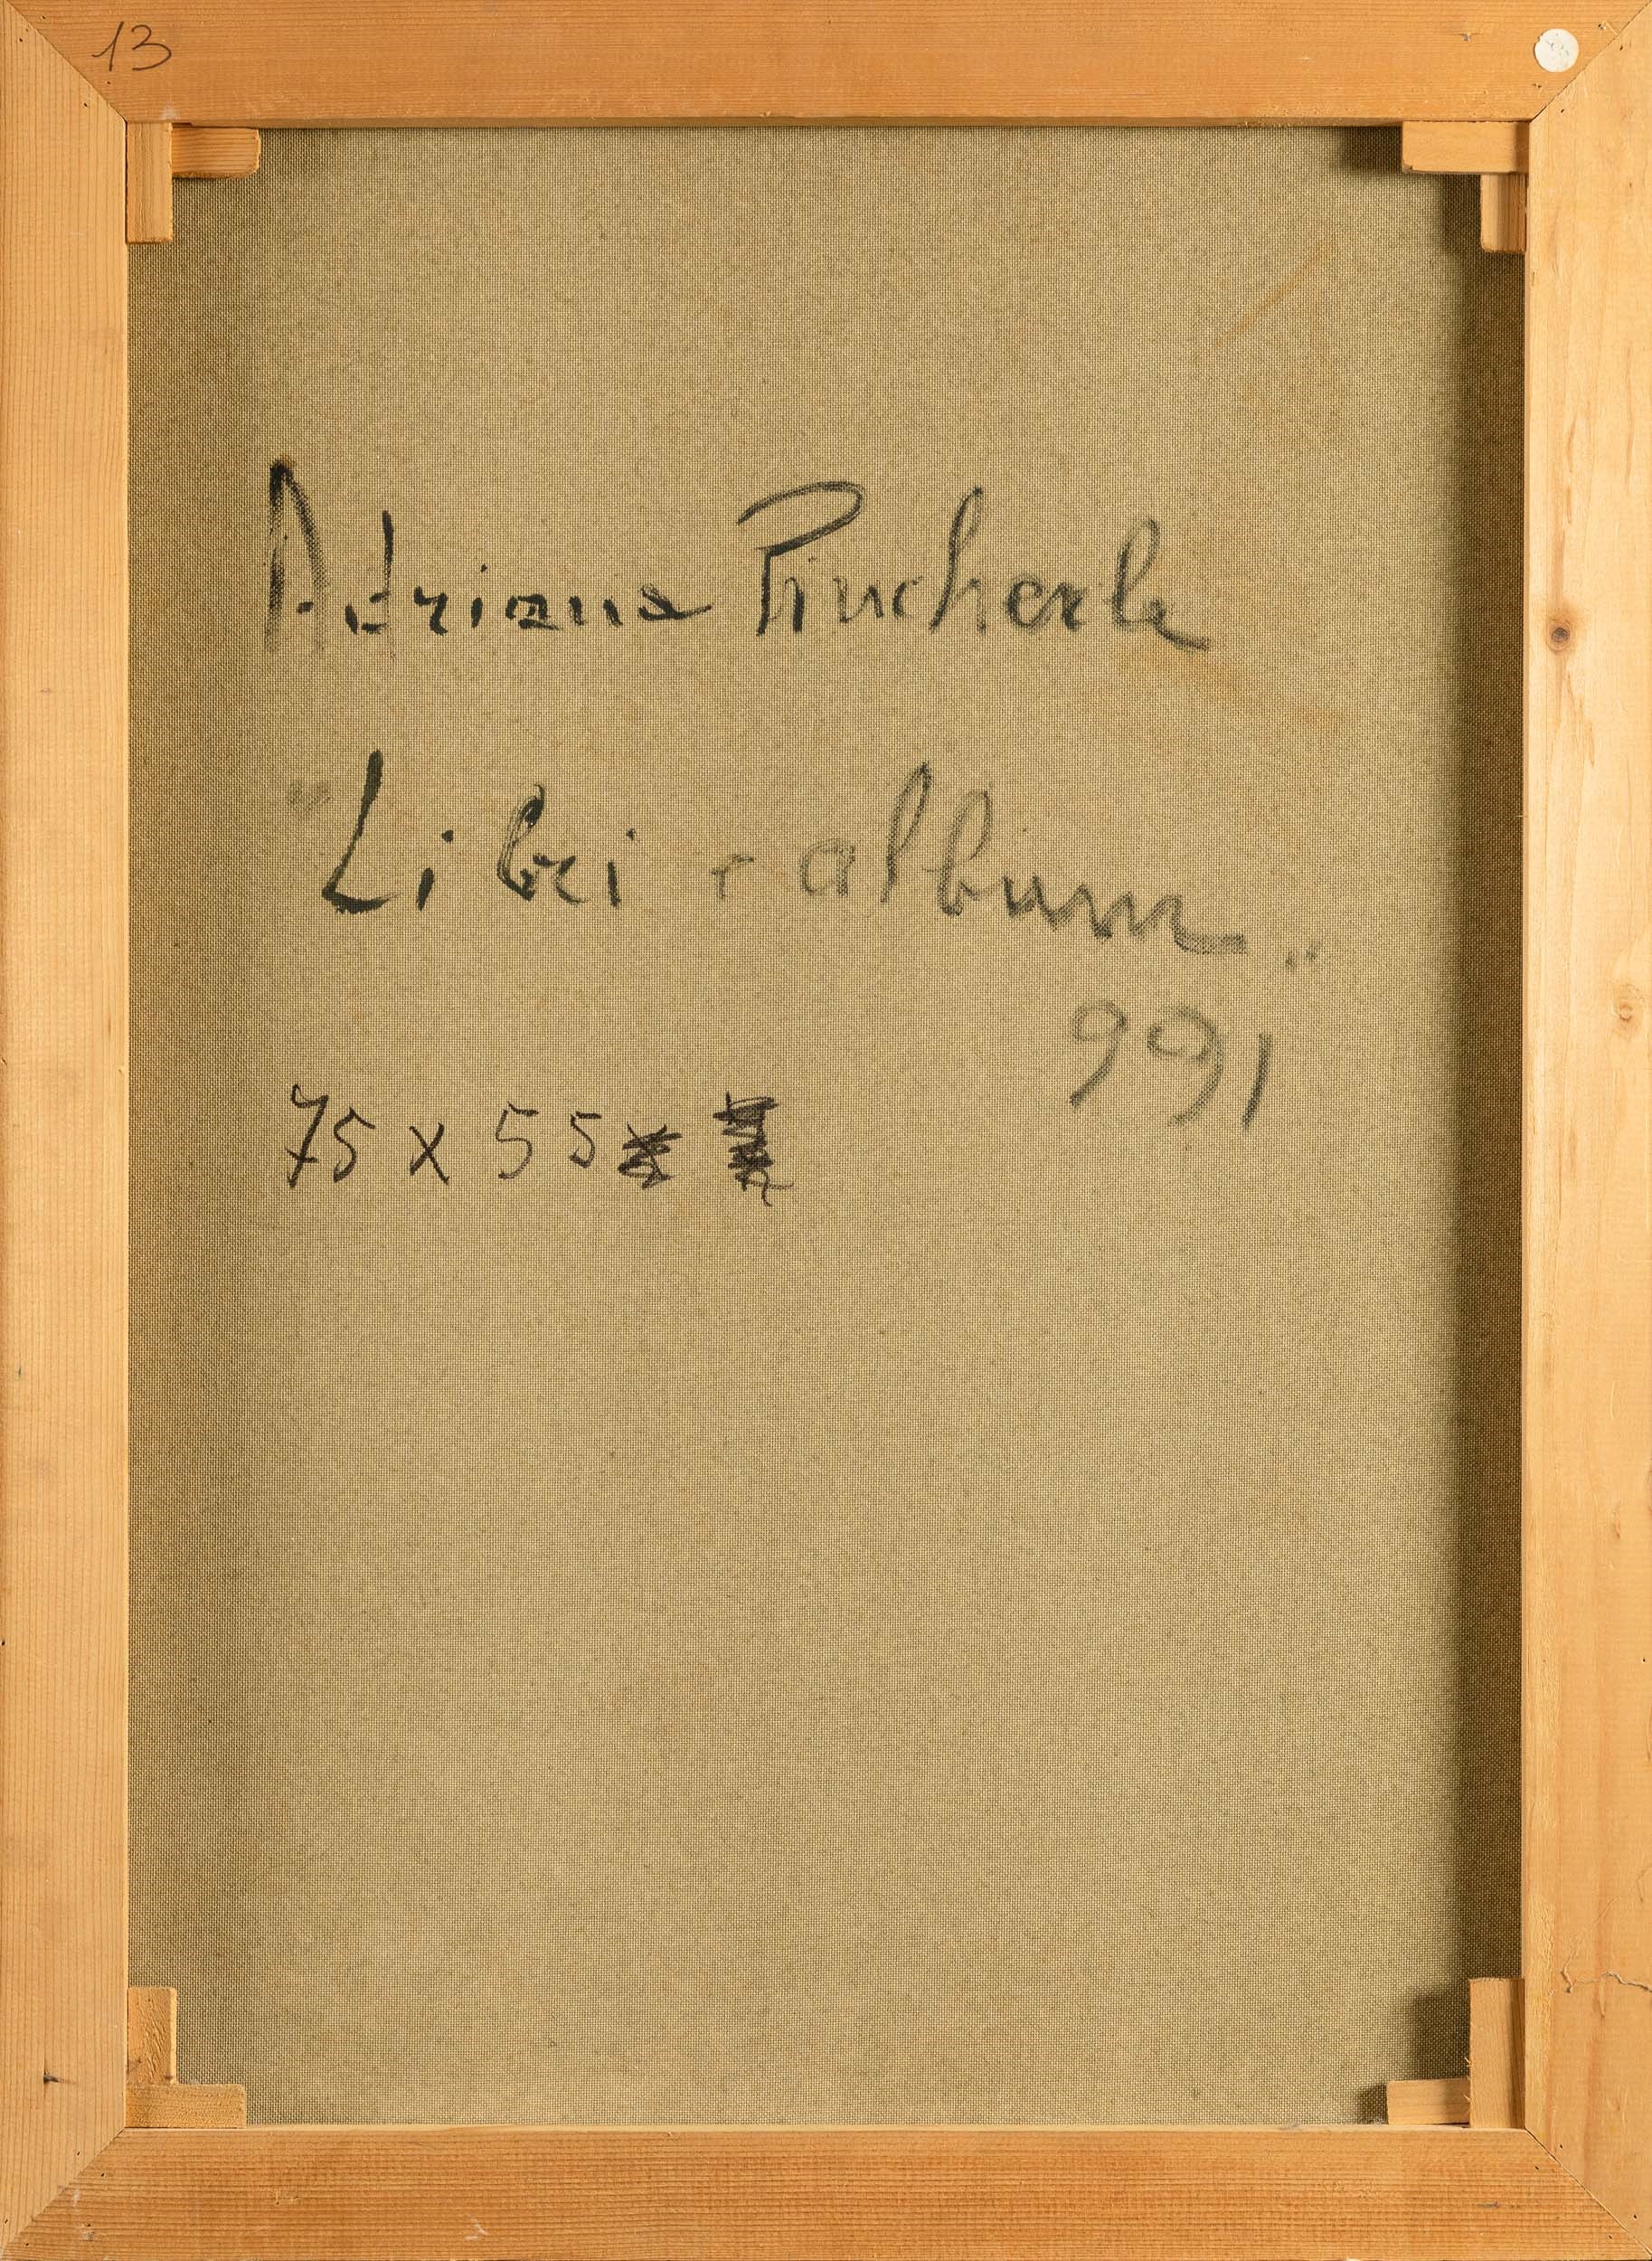 13
Adriana Pincherle
"Libri e album"
991
75 x 55